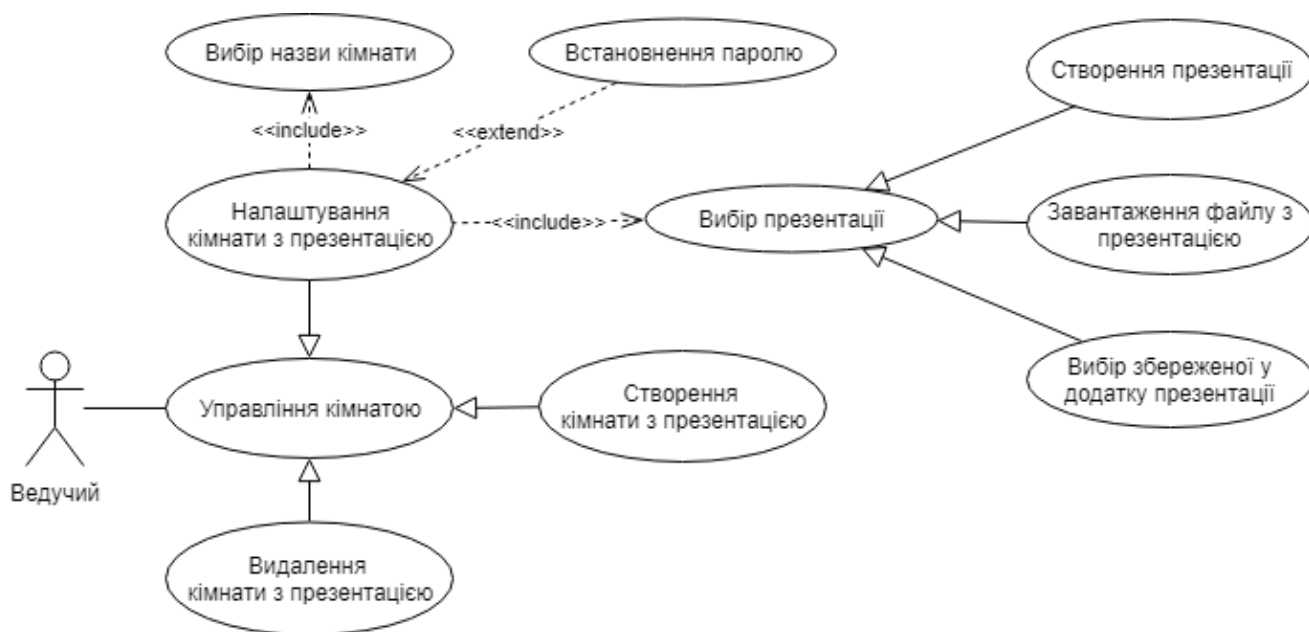 Вибір назви кімнати
Встановнення паролю
Створення презентації
<<include>>
<<extend>>
Налаштування
кімнати з презентацією
<<include>>
Вибір презентації
Завантаження файлу з
презентацією
Вибір збереженої у
додатку презентації
Управління кімнатою
Створення
кімнати з презентацією
Ведучий
Видалення
кімнати з презентацією